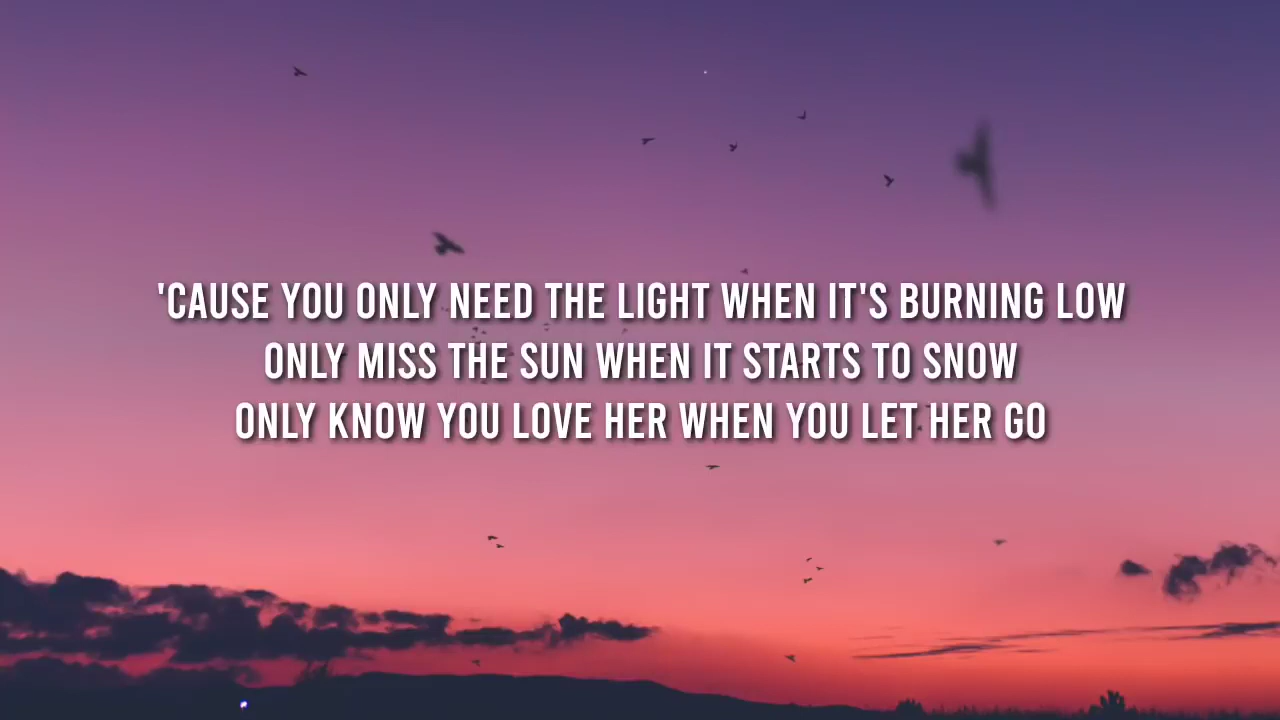 'CAUSE YOU ONLY NEED THE LIGHT WHEN IT'S BURNING LOW
ONLY MISS THE SUN WHEN IT STARTS TO SNOW
ONLY KNOW YOU LOVE HER WHEN YOU LET HER GO